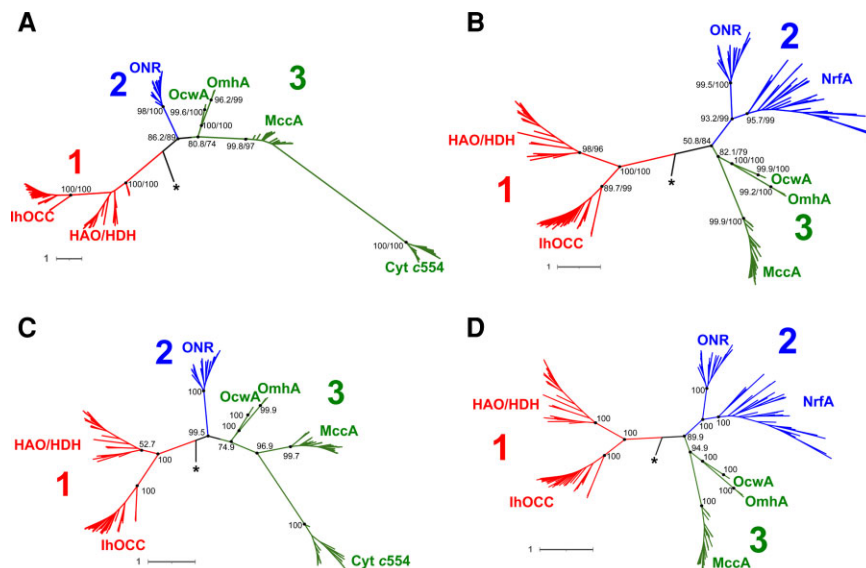 A
ONR
2
OmhA
OcwA
96.2/99
3
98/100
99.6/100
100/100
MccA
86.2/89
80.8/74
99.8/97
1
100/100
*
100/100
IhOCC
HAO/HDH
100/100
Cyt c554
1
B
ONR
2
NrfA
99.5/100
93.2/99
95.7/99
HAO/HDH
98/96
50.8/84
82.1/79
100/100
99.9/100
100/100
*
OcwA
99.2/100
OmhA
1
89.7/99
3
IhOCC
99.9/100
MccA
1
C
2
ONR
OmhA
3
OcwA
100
100
99.9
100
HAO/HDH
52.7
99.5
74.9
96.9
MccA
99.7
100
*
1
100
IhOCC
100
Cyt c554
1
D
ONR
2
100
NrfA
HAO/HDH
100
100
100
100
89.9
94.9
*
1
100
100
100
OcwA
100
OmhA
IhOCC
100
3
MccA
1